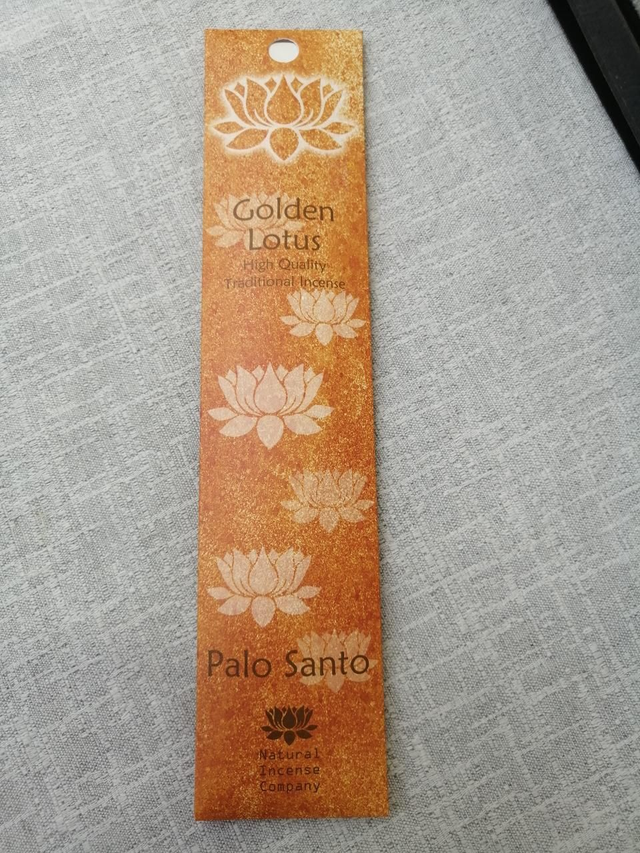 Golden
Lotus
High Quality
Traditional Incense
Palo Santo
Natural
Incense
Company